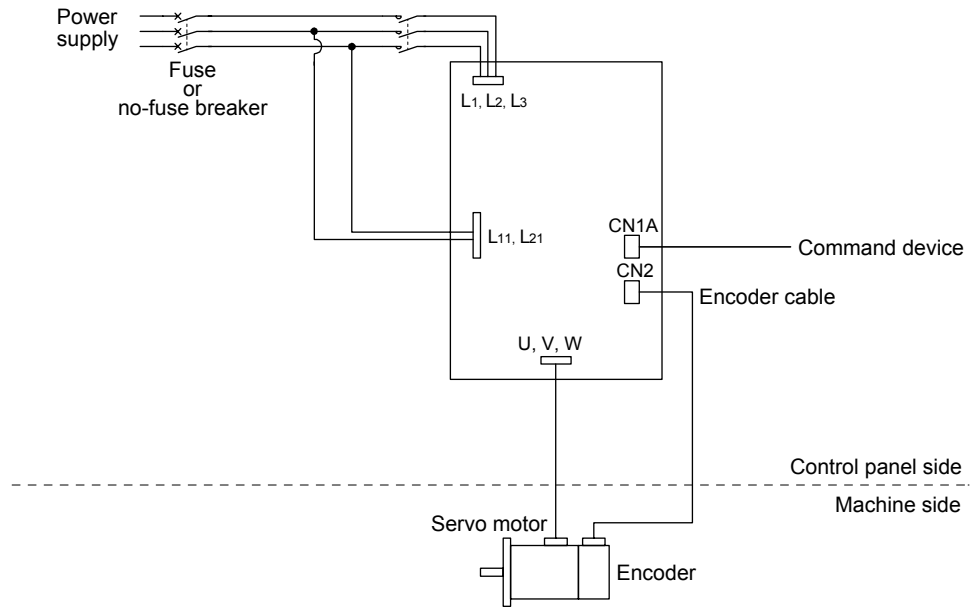 Power
supply
Fuse
or
no-fuse breaker
L1, L2, L3
L11, L21
CN1A
Command device
CN2
Encoder cable
U, V, W
Control panel side
Machine side
Servo motor
Encoder